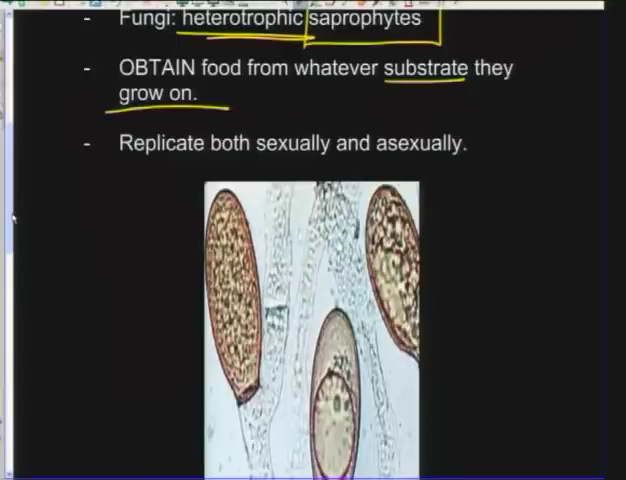 - Fungi: heterotrophic saprophytes
- OBTAIN food from whatever substrate they
grow on.
- Replicate both sexually and asexually.